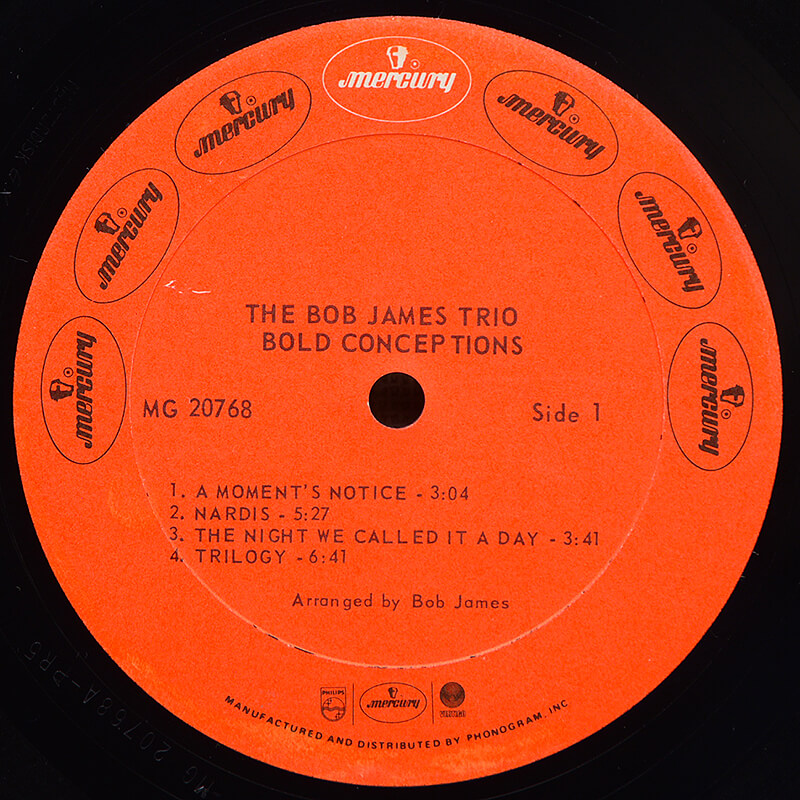 mercury
mercury
mercury
mercury
mercury
mercury
mercury
THE BOB JAMES TRIO
BOLD CONCEPTIONS
MG 20768
Side 1
1. A MOMENT'S NOTICE - 3:04
2. NARDIS - 5:27
3. THE NIGHT WE CALLED IT A DAY - 3:41
4. TRILOGY - 6:41
Arranged by Bob James
PHILIPS
mercury
MANUFACTURED AND DISTRIBUTED BY PHONOGRAM, INC